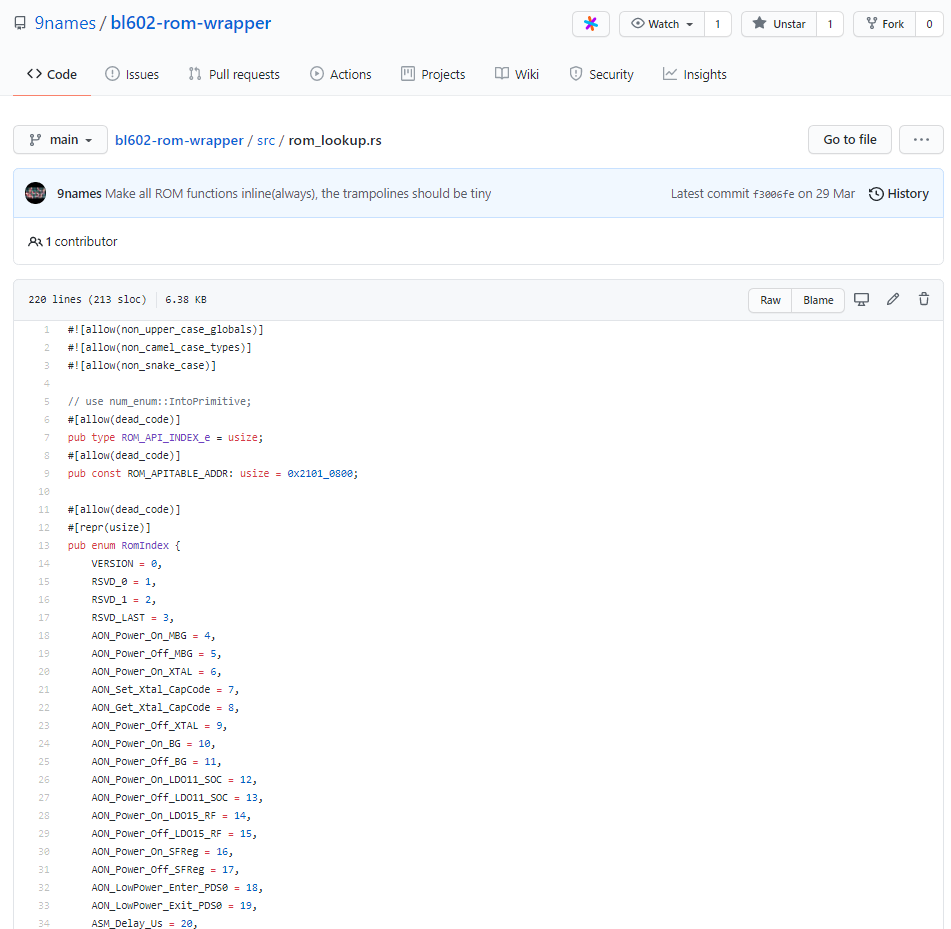 9names / bl602-rom-wrapper
Watch 1 Unstar 1 Fork 0
Code Issues Pull requests Actions Projects Wiki Security Insights
main bl602-rom-wrapper / src / rom_lookup.rs Go to file ...
9names Make all ROM functions inline(always), the trampolines should be tiny Latest commit f3006fe on 29 Mar History
1 contributor
220 lines (213 sloc) 6.38 KB Raw Blame
1 #![allow(non_upper_case_globals)]
2 #![allow(non_camel_case_types)]
3 #![allow(non_snake_case)]
4
5 // use num_enum::IntoPrimitive;
6 #[allow(dead_code)]
7 pub type ROM_API_INDEX_e = usize;
8 #[allow(dead_code)]
9 pub const ROM_APITABLE_ADDR: usize = 0x2101_0800;
10
11 #[allow(dead_code)]
12 #[repr(usize)]
13 pub enum RomIndex {
14 VERSION = 0,
15 RSVD_0 = 1,
16 RSVD_1 = 2,
17 RSVD_LAST = 3,
18 AON_Power_On_MBG = 4,
19 AON_Power_Off_MBG = 5,
20 AON_Power_On_XTAL = 6,
21 AON_Set_Xtal_CapCode = 7,
22 AON_Get_Xtal_CapCode = 8,
23 AON_Power_Off_XTAL = 9,
24 AON_Power_On_BG = 10,
25 AON_Power_Off_BG = 11,
26 AON_Power_On_LDO11_SOC = 12,
27 AON_Power_Off_LDO11_SOC = 13,
28 AON_Power_On_LDO15_RF = 14,
29 AON_Power_Off_LDO15_RF = 15,
30 AON_Power_On_SFReg = 16,
31 AON_Power_Off_SFReg = 17,
32 AON_LowPower_Enter_PDS0 = 18,
33 AON_LowPower_Exit_PDS0 = 19,
34 ASM_Delay_Us = 20,